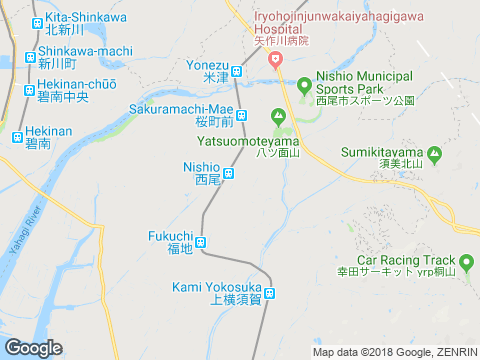 Kita-Shinkawa
北新川
Iryohojinjunwakaiyahagigawa
Hospital
矢作川病院
Shinkawa-machi
新川町
Yonezu
米津
Nishio Municipal
Sports Park
西尾市スポーツ公園
Hekinan-chūō
碧南中央
Sakuramachi-Mae
桜町前
Hekinan
碧南
Yatsuomoteyama
八ツ面山
Sumikitayama
須美北山
Nishio
西尾
Yahagi River
Fukuchi
福地
Car Racing Track
幸田サーキット yrp桐山
Kami Yokosuka
上横須賀
Google
Map data ©2018 Google, ZENRIN